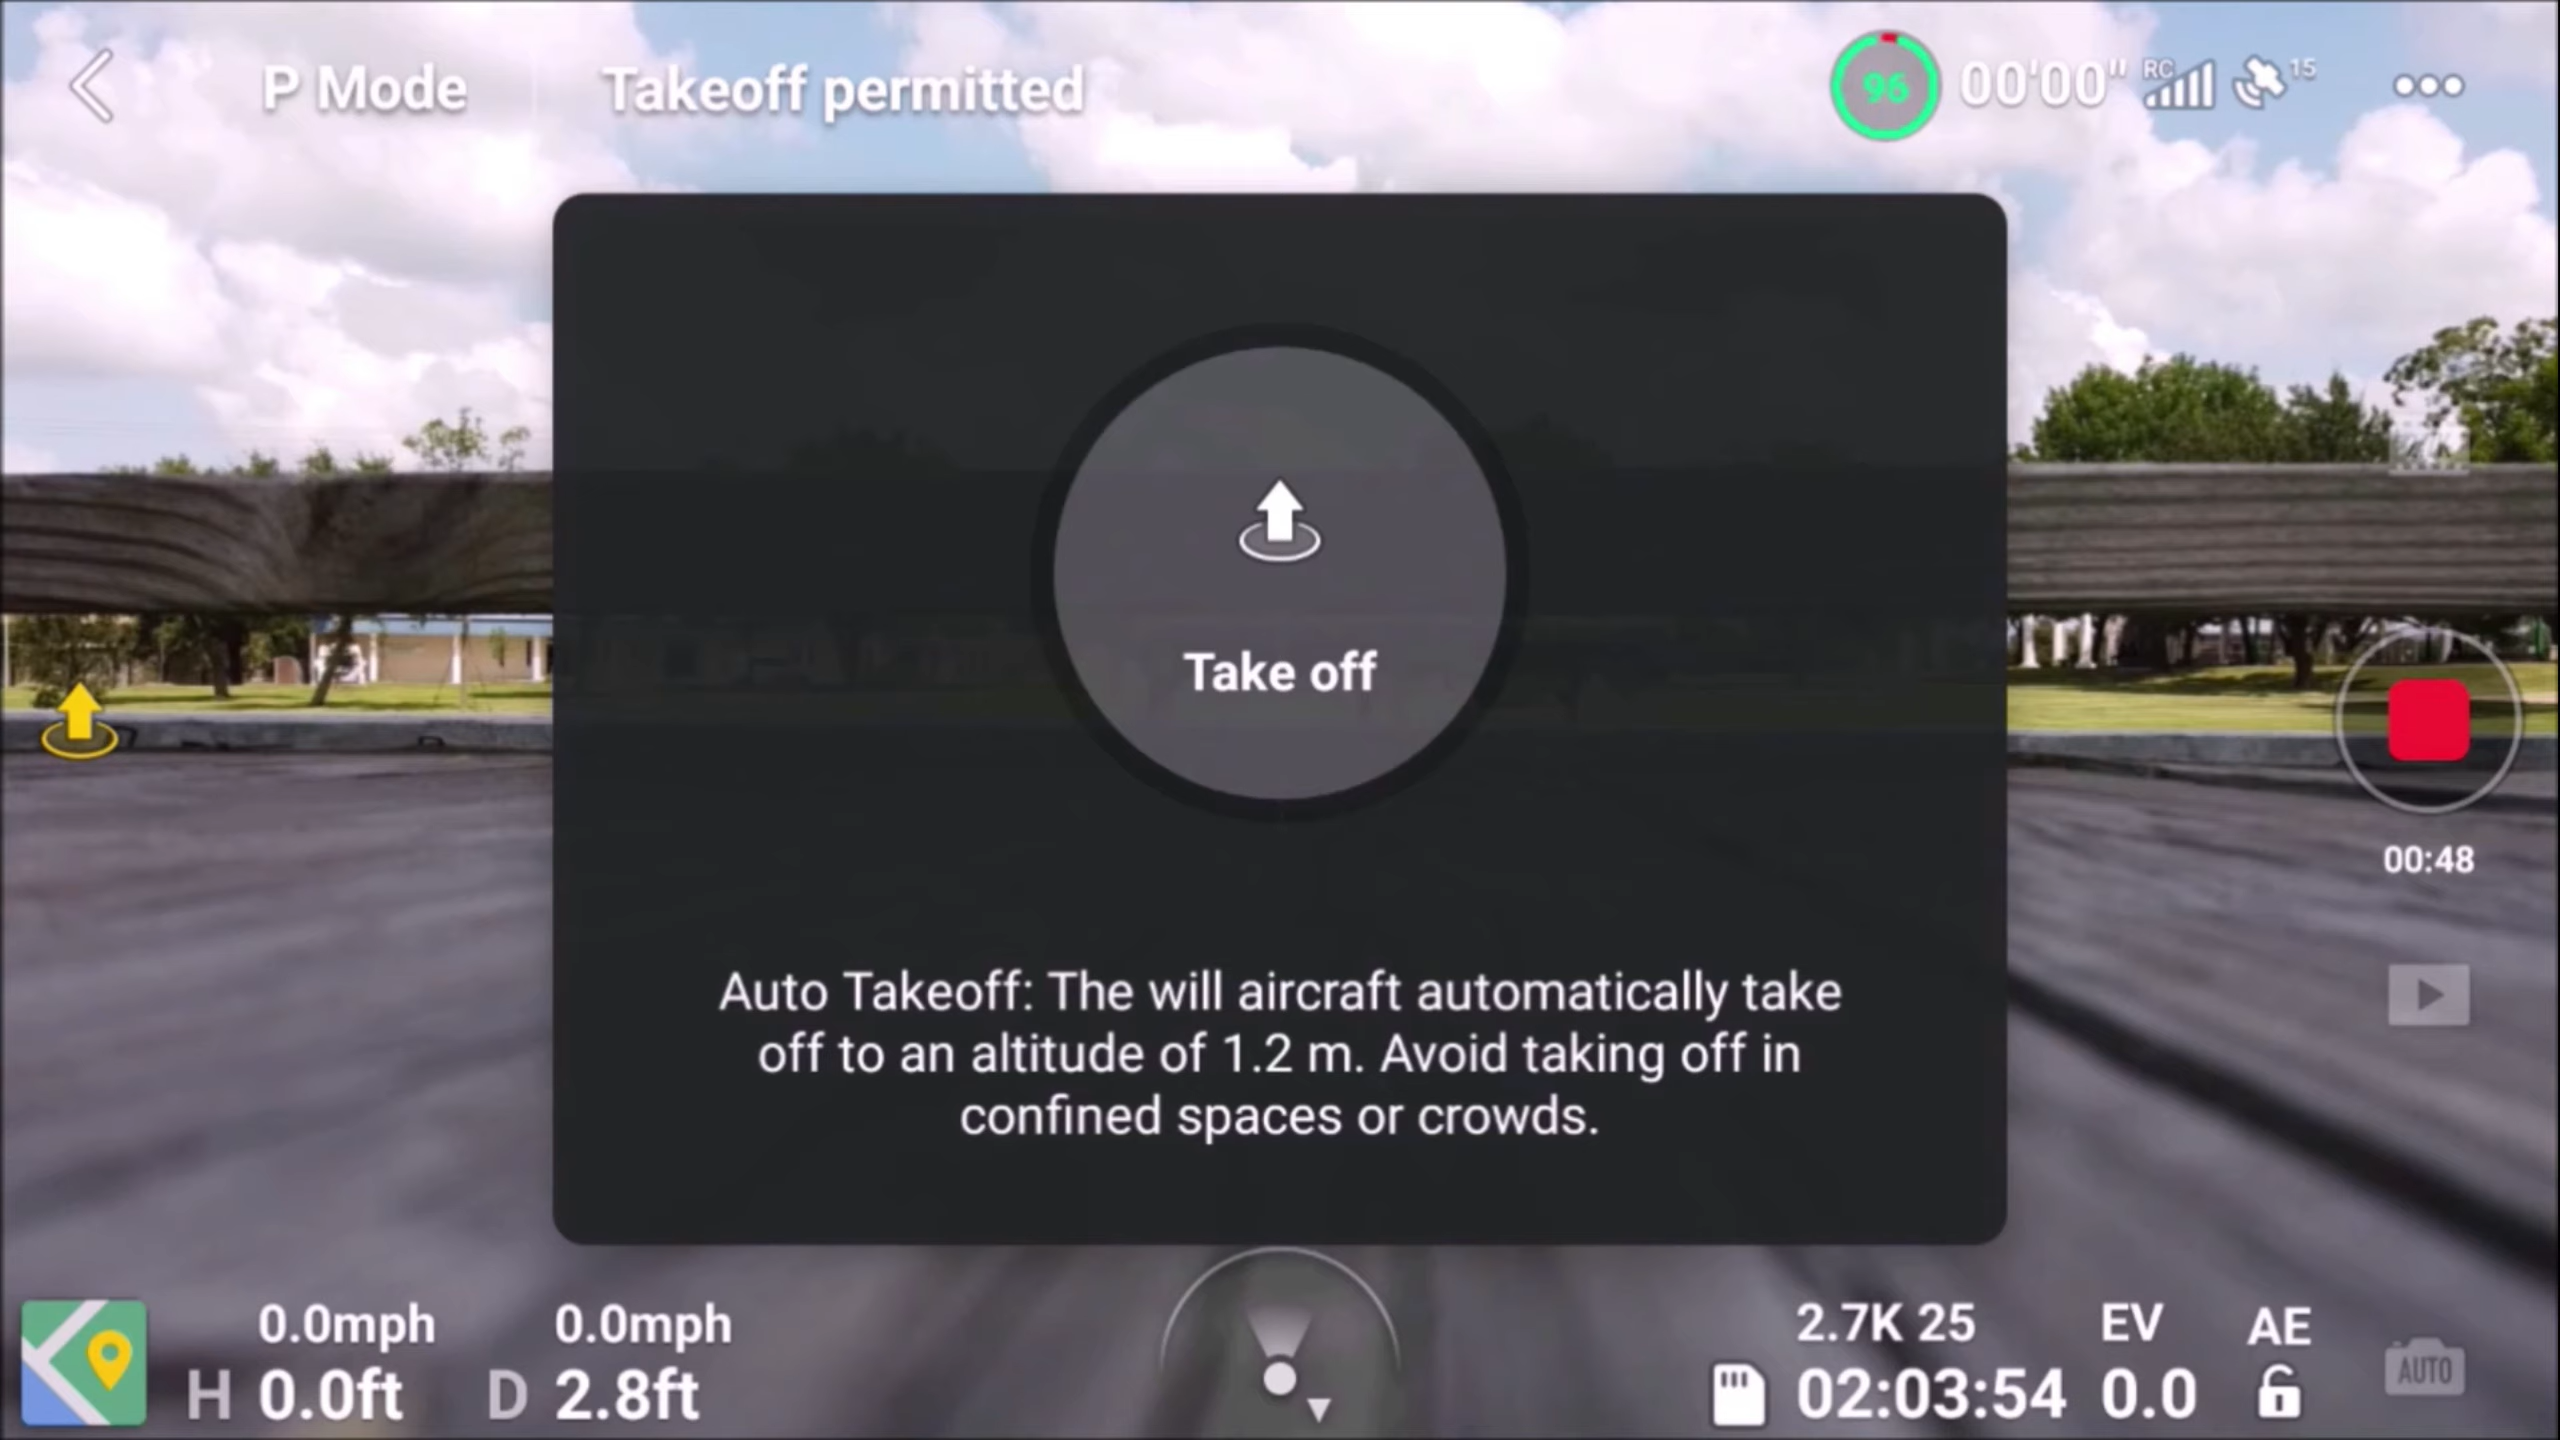 P Mode
Takeoff permitted
96
00'00"
RC
15
Take off
00:48
Auto Takeoff: The will aircraft automatically take
off to an altitude of 1.2 m. Avoid taking off in
confined spaces or crowds.
0.0mph
0.0mph
H 0.0ft
D 2.8ft
2.7K 25
EV
AE
02:03:54
0.0
AUTO